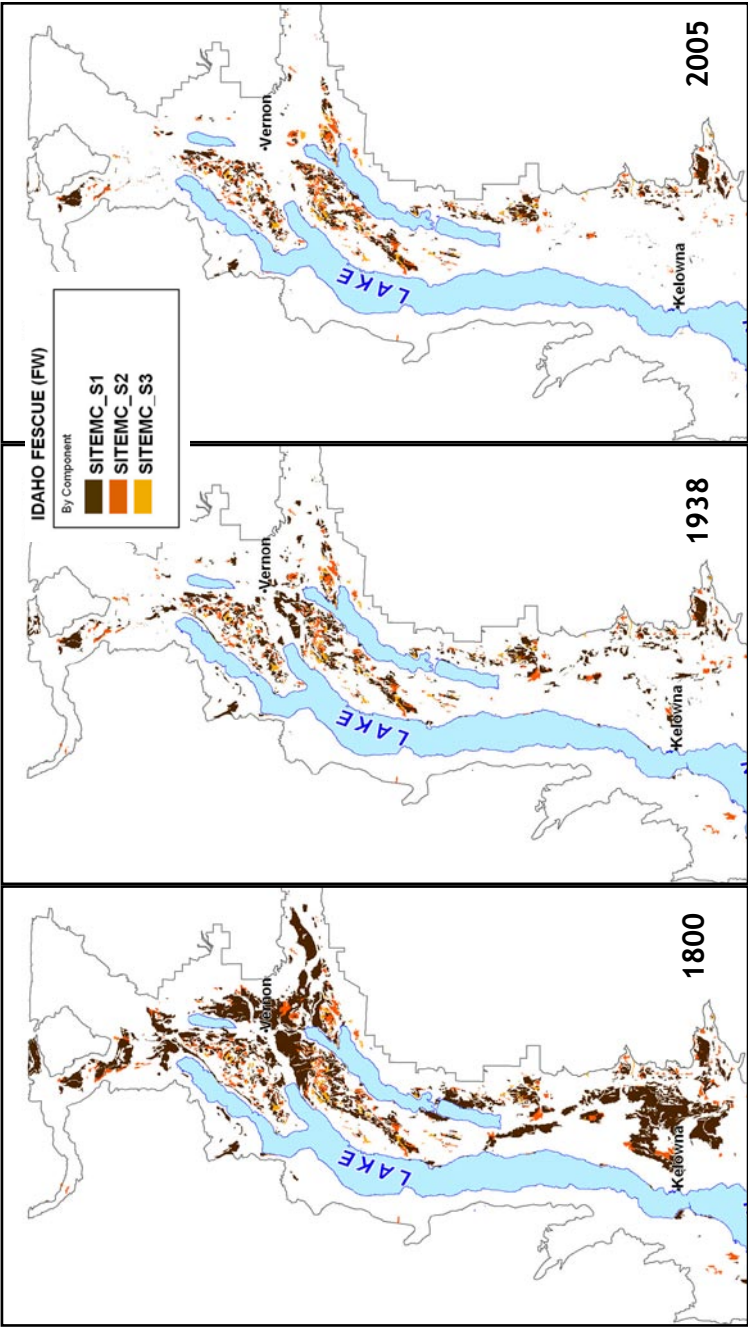 IDAHO FESCUE (FW)
By Component
SITEMC_S1
SITEMC_S2
SITEMC_S3
Vernon
LAKE
Kelowna
2005
Vernon
LAKE
Kelowna
1938
Vernon
LAKE
Kelowna
1800